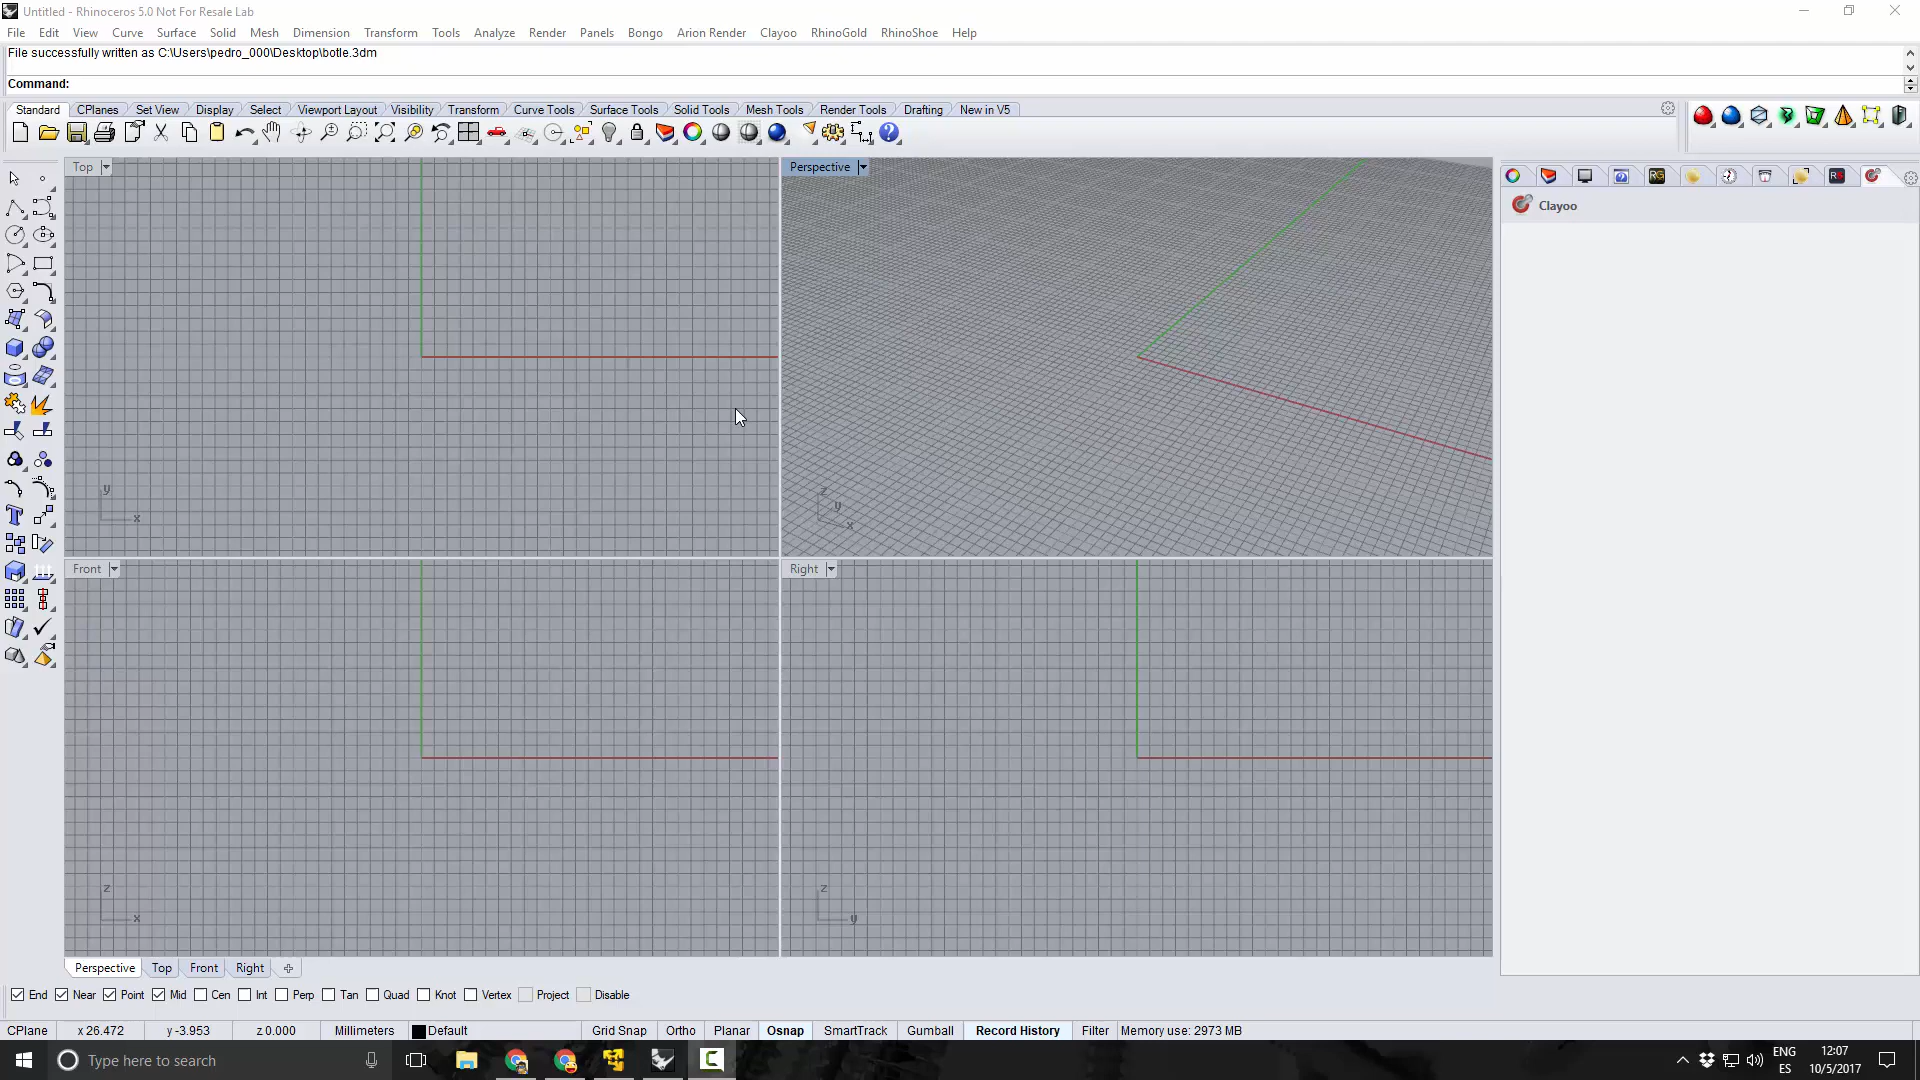 Untitled - Rhinoceros 5.0 Not For Resale Lab
File Edit View Curve Surface Solid Mesh Dimension Transform Tools Analyze Render Panels Bongo Arion Render Clayoo RhinoGold RhinoShoe Help
File successfully written as C:\Users\pedro_000\Desktop\botle.3dm
Command:
Standard CPlanes Set View Display Select Viewport Layout Visibility Transform Curve Tools Surface Tools Solid Tools Mesh Tools Render Tools Drafting New in V5
Top
Perspective
RG
RS
Clayoo
y
x
z
y
x
Front
Right
z
x
z
y
Perspective Top Front Right
End Near Point Mid Cen Int Perp Tan Quad Knot Vertex Project Disable
CPlane x 26.472 y -3.953 z 0.000 Millimeters Default Grid Snap Ortho Planar Osnap SmartTrack Gumball Record History Filter Memory use: 2973 MB
Type here to search
ENG
ES
12:07
10/5/2017